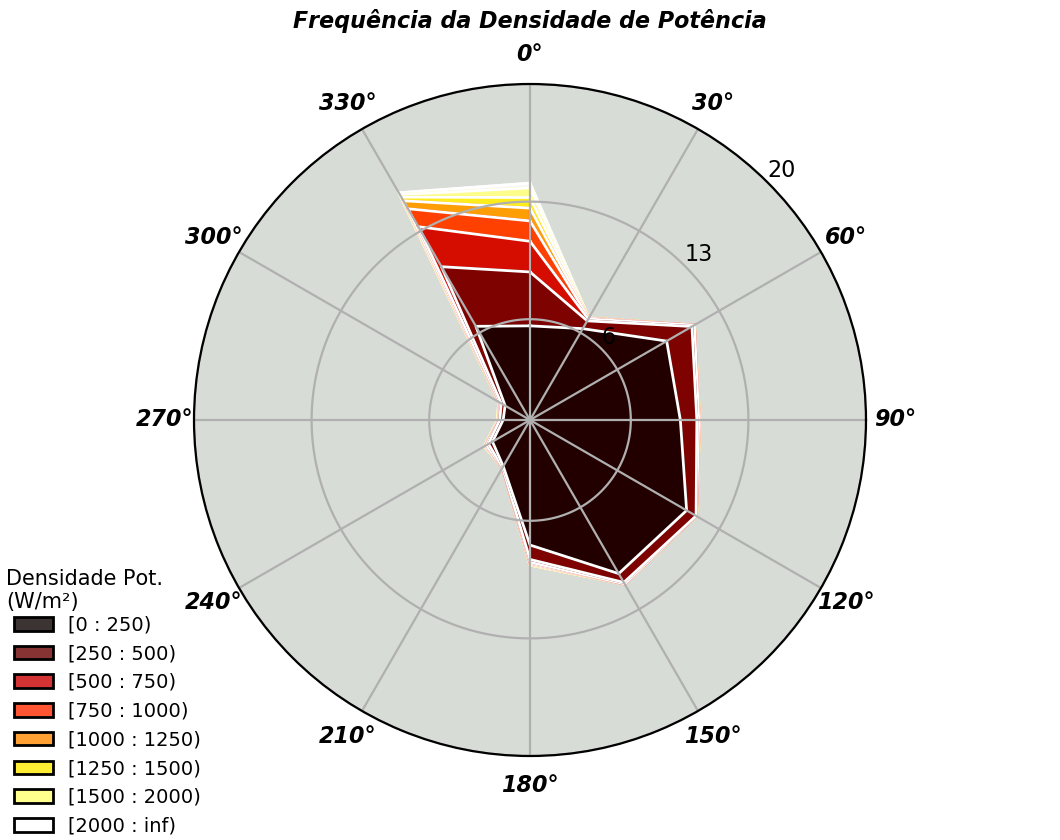 Frequência da Densidade de Potência
0°
330°
30°
20
300°
60°
13
6
270°
90°
240°
120°
210°
150°
180°
Densidade Pot.
(W/m²)
[0 : 250)
[250 : 500)
[500 : 750)
[750 : 1000)
[1000 : 1250)
[1250 : 1500)
[1500 : 2000)
[2000 : inf)